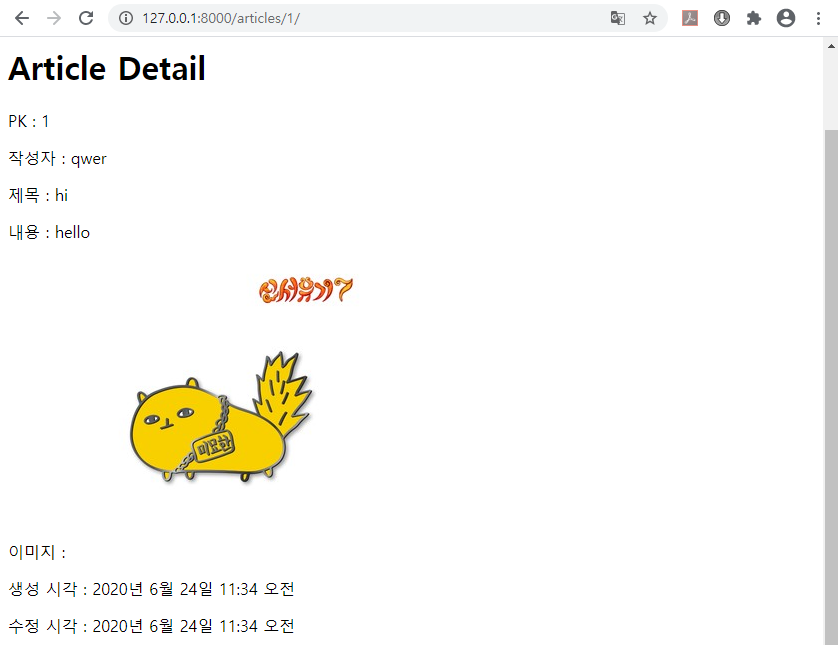 127.0.0.1:8000/articles/1/
Article Detail
PK : 1
작성자 : qwer
제목 : hi
내용 : hello
신서유기7
미묘한
이미지 :
생성 시각 : 2020년 6월 24일 11:34 오전
수정 시각 : 2020년 6월 24일 11:34 오전